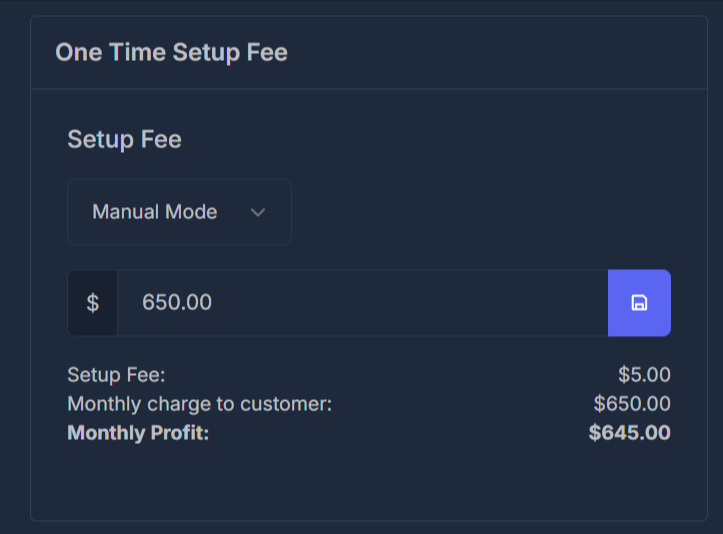 One Time Setup Fee
Setup Fee
Manual Mode
$ 650.00
Setup Fee: $5.00
Monthly charge to customer: $650.00
Monthly Profit: $645.00